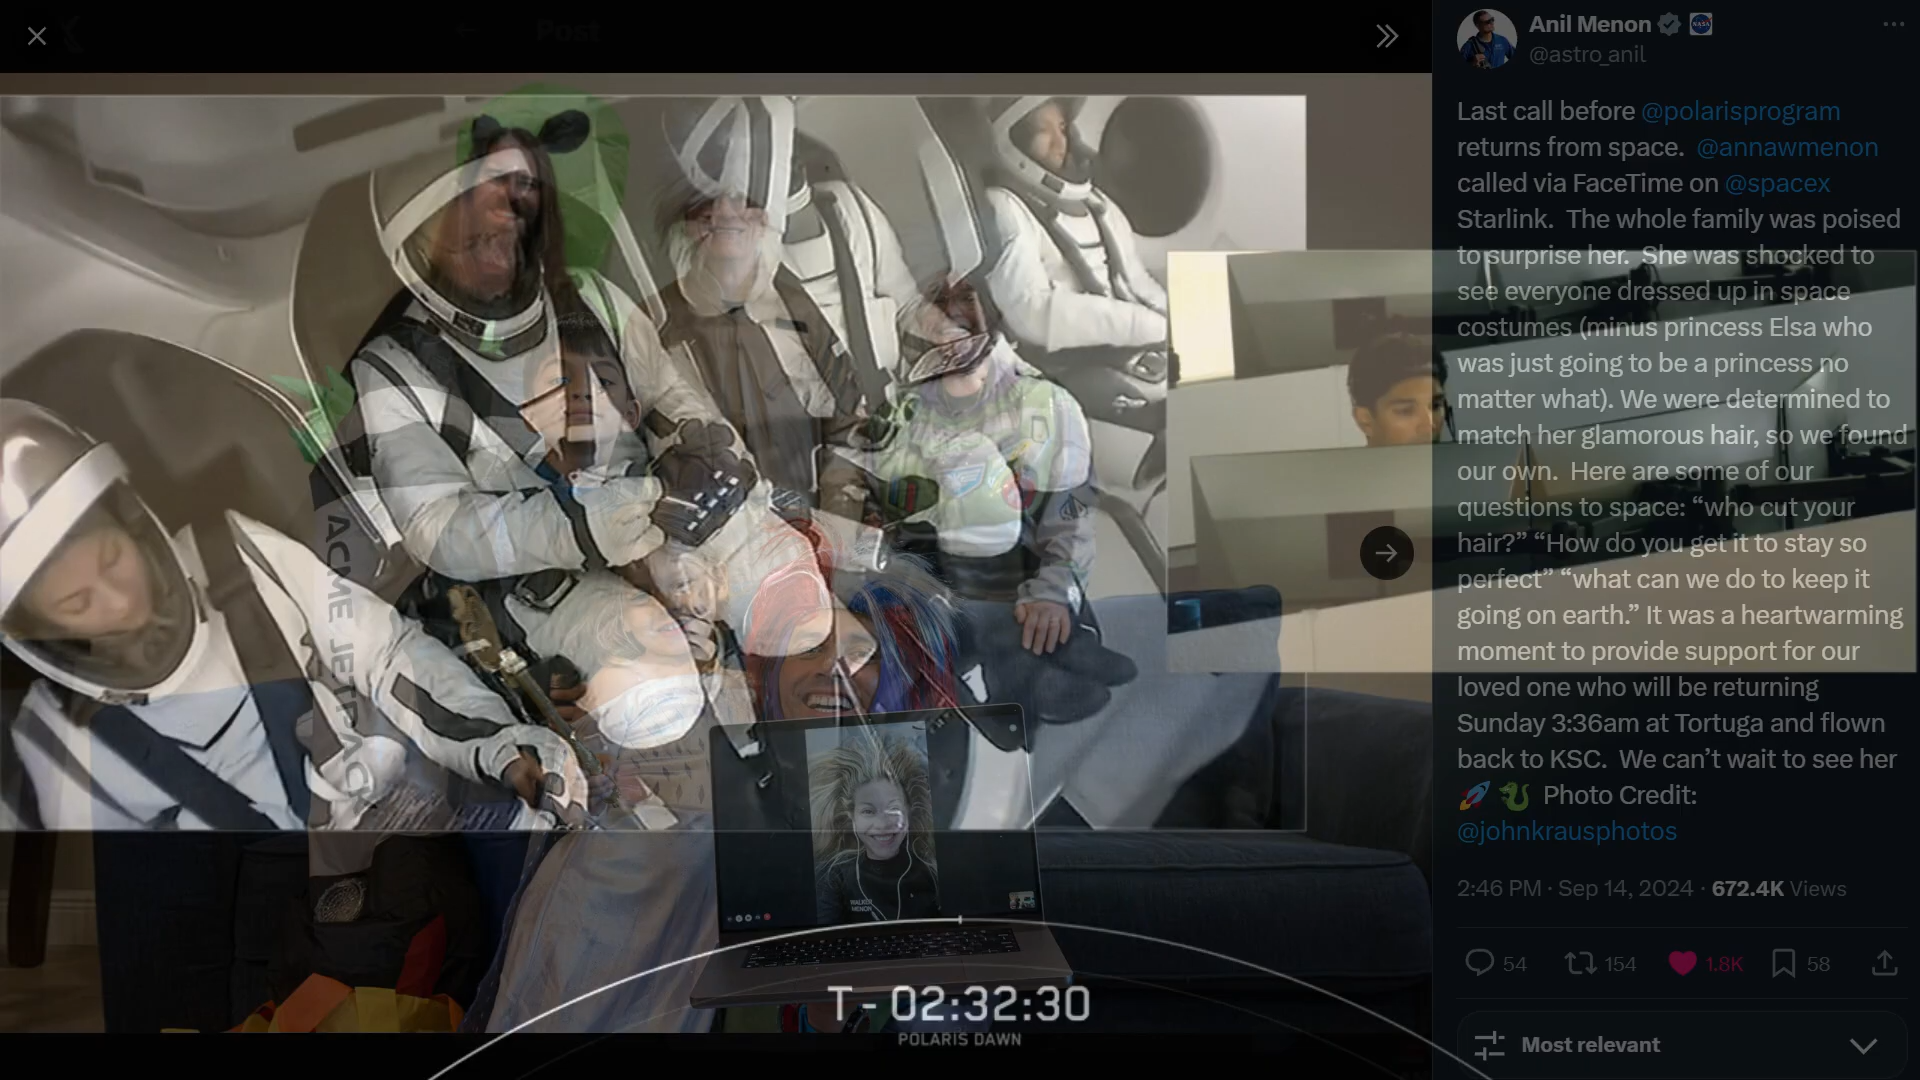 Post
Anil Menon
@astro_anil
Last call before @polarisprogram
returns from space.  @annawmenon
called via FaceTime on @spacex
Starlink.  The whole family was poised
to surprise her.  She was shocked to
see everyone dressed up in space
costumes (minus princess Elsa who
was just going to be a princess no
matter what). We were determined to
match her glamorous hair, so we found
our own.  Here are some of our
questions to space: “who cut your
hair?” “How do you get it to stay so
perfect” “what can we do to keep it
going on earth.” It was a heartwarming
moment to provide support for our
loved one who will be returning
Sunday 3:36am at Tortuga and flown
back to KSC.  We can’t wait to see her
🚀 🐉 Photo Credit:
@johnkrausphotos
2:46 PM · Sep 14, 2024 · 672.4K Views
54 154 1.8K 58
Most relevant
ACME JETPACK
WALKER
MENON
T- 02:32:30
POLARIS DAWN